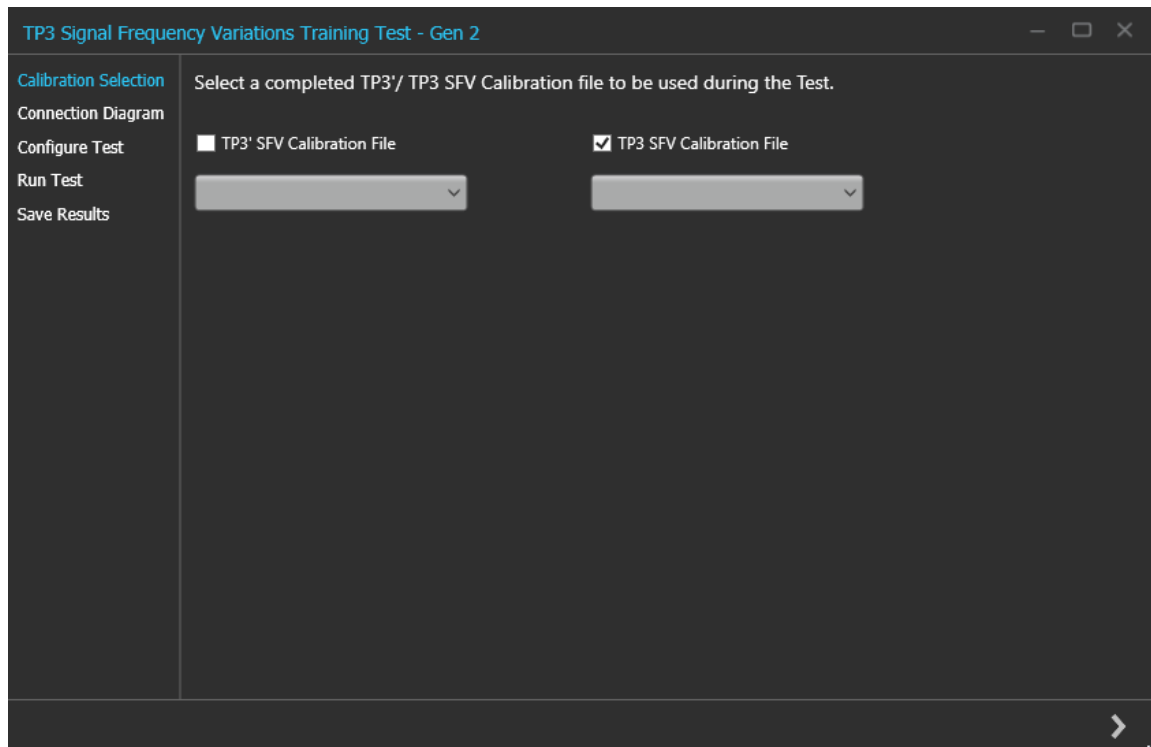 TP3 Signal Frequency Variations Training Test - Gen 2
Calibration Selection
Connection Diagram
Configure Test
Run Test
Save Results
Select a completed TP3'/ TP3 SFV Calibration file to be used during the Test.
TP3' SFV Calibration File
TP3 SFV Calibration File